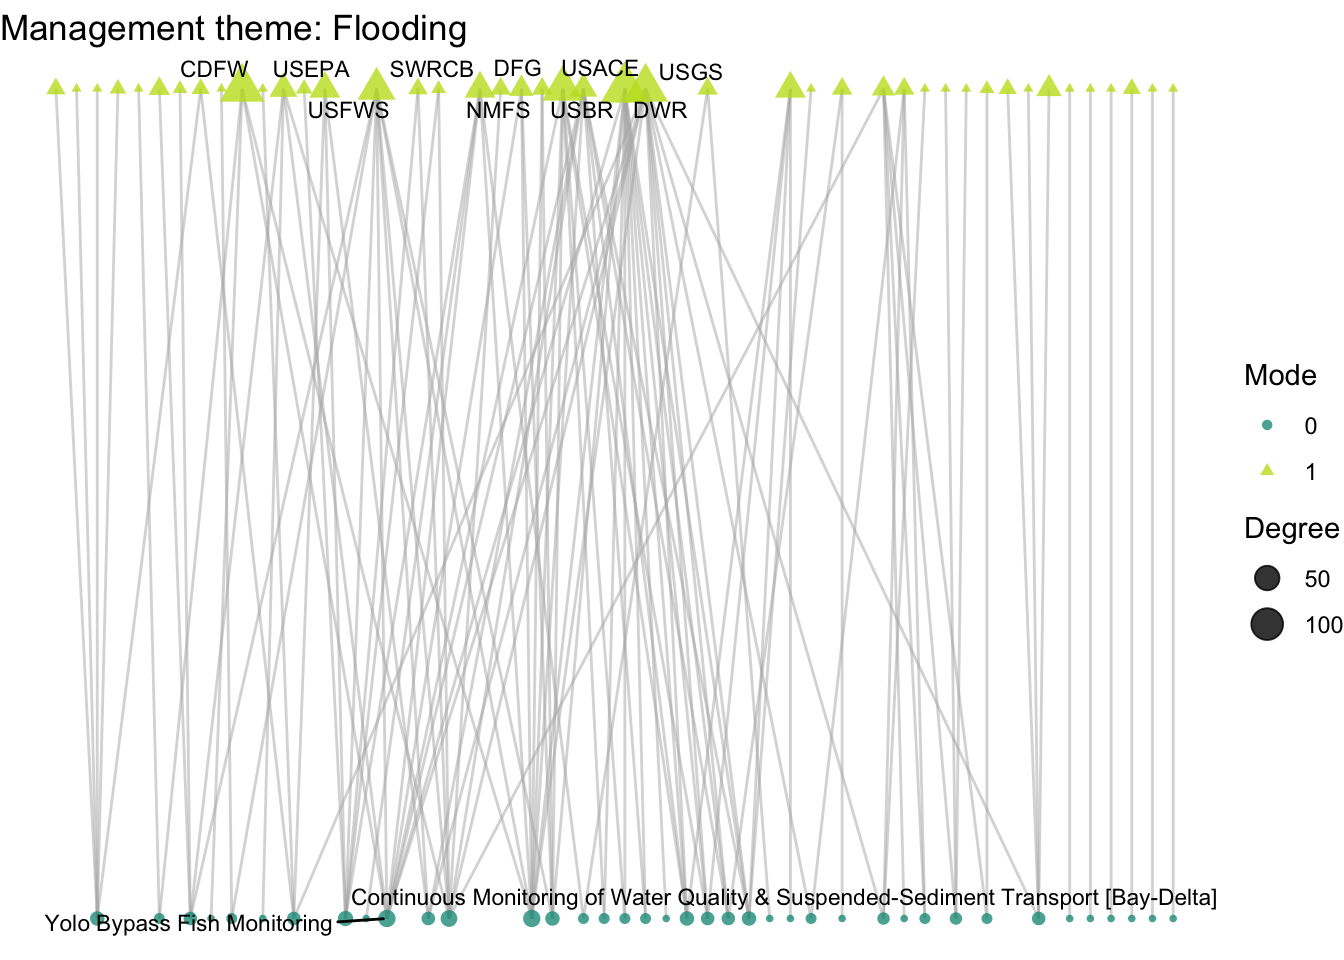 Management theme: Flooding
CDFW USEPA SWRCB DFG USACE USGS
USFWS NMFS USBR DWR
Mode
0
1
Degree
50
100
Continuous Monitoring of Water Quality & Suspended-Sediment Transport [Bay-Delta]
Yolo Bypass Fish Monitoring